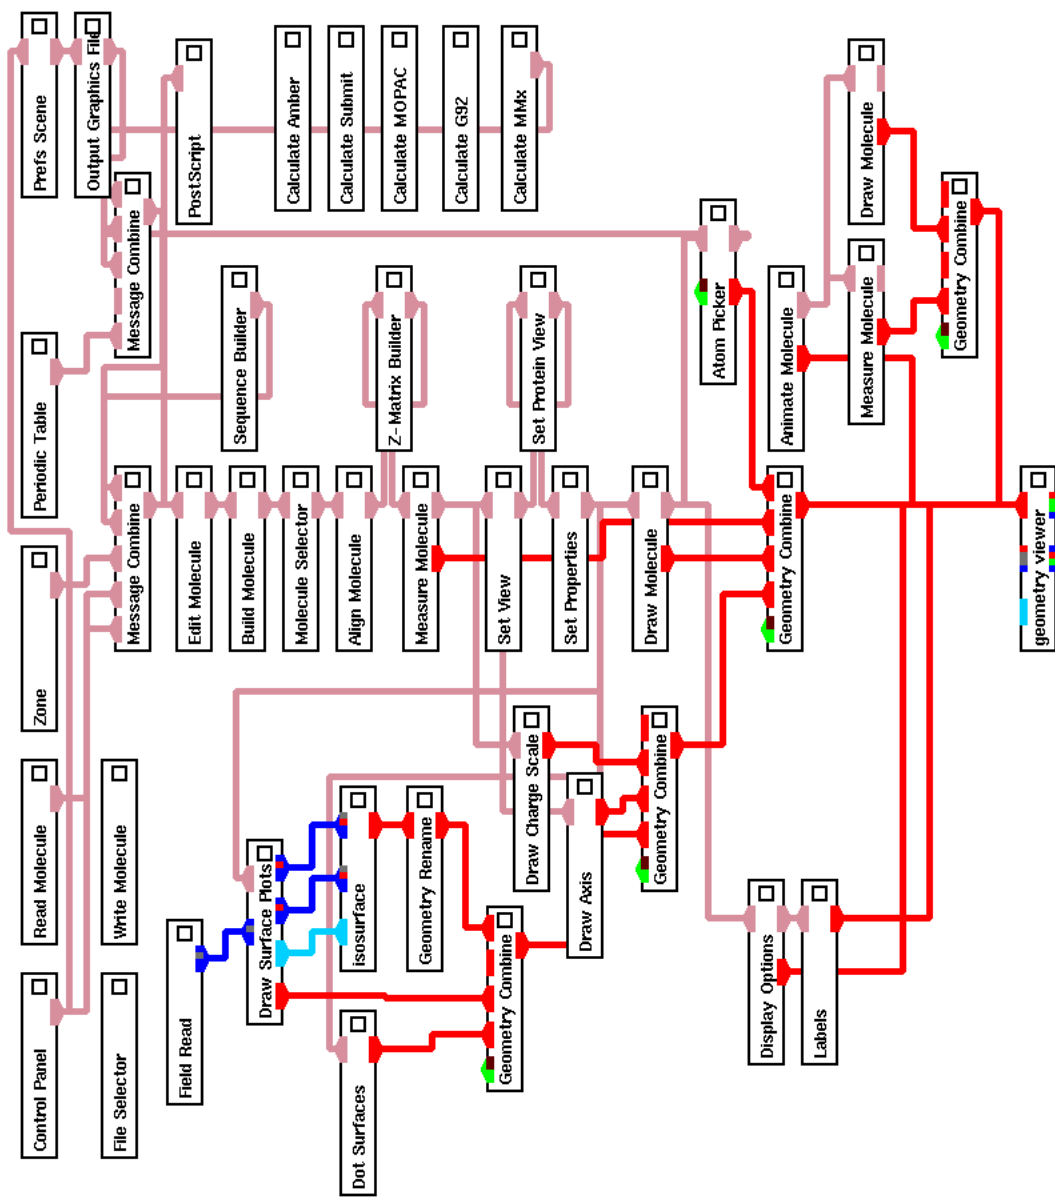 Control Panel
Read Molecule
Zone
Periodic Table
Prefs Scene
File Selector
Write Molecule
Output Graphics File
Message Combine
Message Combine
PostScript
Field Read
Edit Molecule
Sequence Builder
Draw Surface Plots
Build Molecule
Calculate Amber
Molecule Selector
Calculate Submit
Dot Surfaces
isosurface
Align Molecule
Z-Matrix Builder
Calculate MOPAC
Geometry Rename
Measure Molecule
Calculate G92
Geometry Combine
Set View
Calculate MMx
Draw Charge Scale
Set Protein View
Draw Axis
Set Properties
Geometry Combine
Draw Molecule
Atom Picker
Display Options
Geometry Combine
Animate Molecule
Labels
Measure Molecule
Draw Molecule
Geometry Combine
geometry viewer